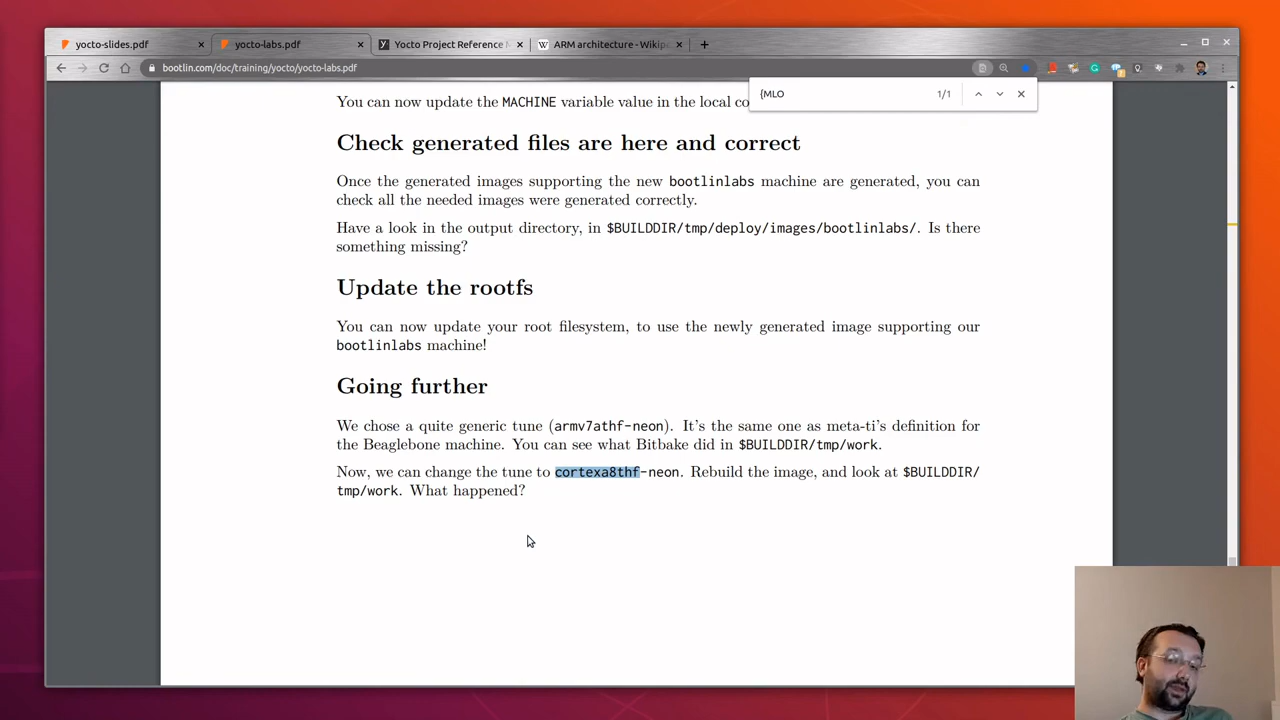 yocto-slides.pdf
yocto-labs.pdf
Yocto Project Reference M
ARM architecture - Wikip
bootlin.com/doc/training/yocto/yocto-labs.pdf
{MLO
1/1
You can now update the MACHINE variable value in the local co
Check generated files are here and correct
Once the generated images supporting the new bootlinlabs machine are generated, you can
check all the needed images were generated correctly.
Have a look in the output directory, in $BUILDDIR/tmp/deploy/images/bootlinlabs/. Is there
something missing?
Update the rootfs
You can now update your root filesystem, to use the newly generated image supporting our
bootlinlabs machine!
Going further
We chose a quite generic tune (armv7athf-neon). It's the same one as meta-ti's definition for
the Beaglebone machine. You can see what Bitbake did in $BUILDDIR/tmp/work.
Now, we can change the tune to cortexa8thf-neon. Rebuild the image, and look at $BUILDDIR/
tmp/work. What happened?